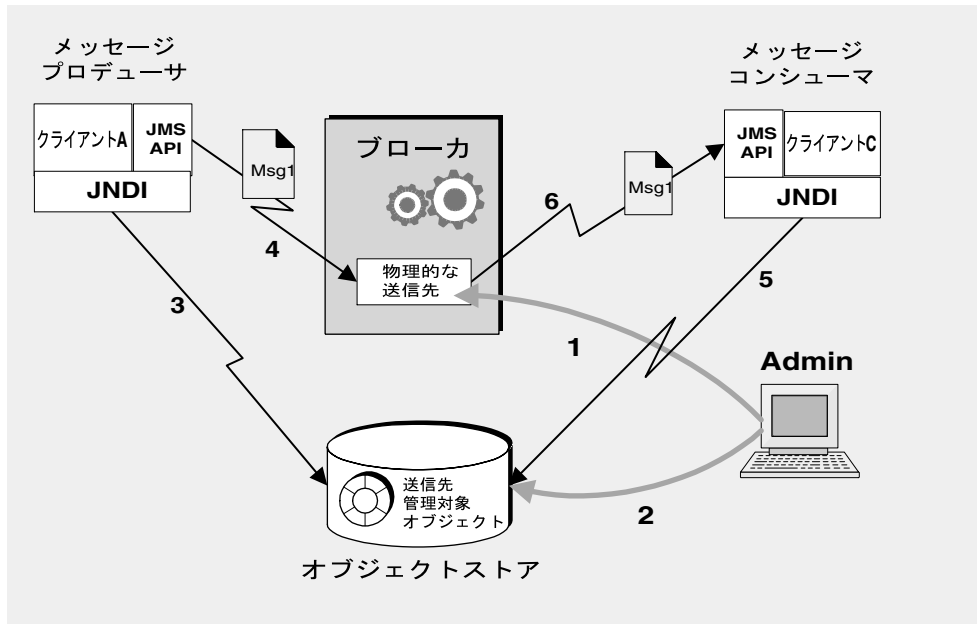 メッセージ
プロデューサ
クライアントA
JMS
API
JNDI
Msg1
4
3
ブローカ
物理的な
送信先
6
Msg1
メッセージ
コンシューマ
JMS
API
クライアントC
JNDI
5
1
Admin
2
送信先
管理対象
オブジェクト
オブジェクトストア